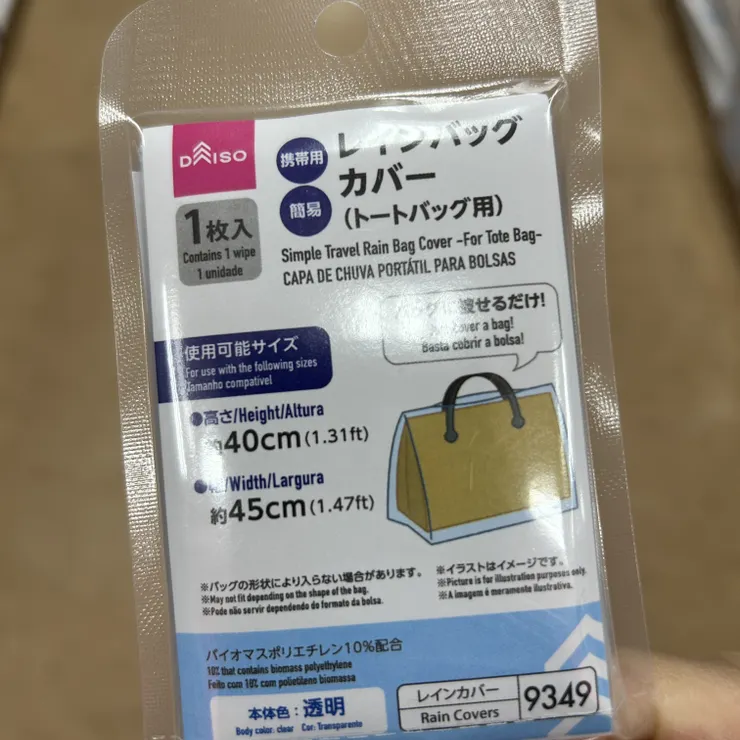 DAISO
携帯用
レインバッグ
簡易
カバー
(トートバッグ用)
1枚入
Contains 1 wipe
1 unidade
Simple Travel Rain Bag Cover -For Tote Bag-
CAPA DE CHUVA PORTÁTIL PARA BOLSAS
せるだけ!
cover a bag!
Basta cobrir a bolsa!
使用可能サイズ
For use with the following sizes
Tamanho compatível
●高さ/Height/Altura
約40cm(1.31ft)
/Width/Largura
約45cm(1.47ft)
※バッグの形状により入らない場合があります。
※May not fit depending on the shape of the bag.
※Pode não servir dependendo do formato da bolsa.
※イラストはイメージです。
※Picture is for illustration purposes only.
※A imagem é meramente ilustrativa.
バイオマスポリエチレン10%配合
10% that contains biomass polyethylene
Feito com 10% com polietileno biomassa
本体色:透明
Body color: clear Cor: Transparente
レインカバー
Rain Covers
9349